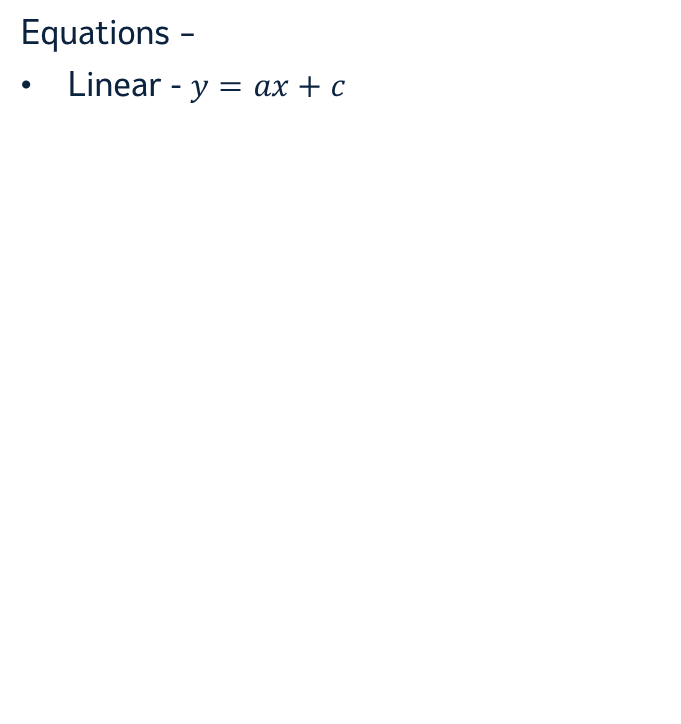 Equations –
• Linear - y = ax + c